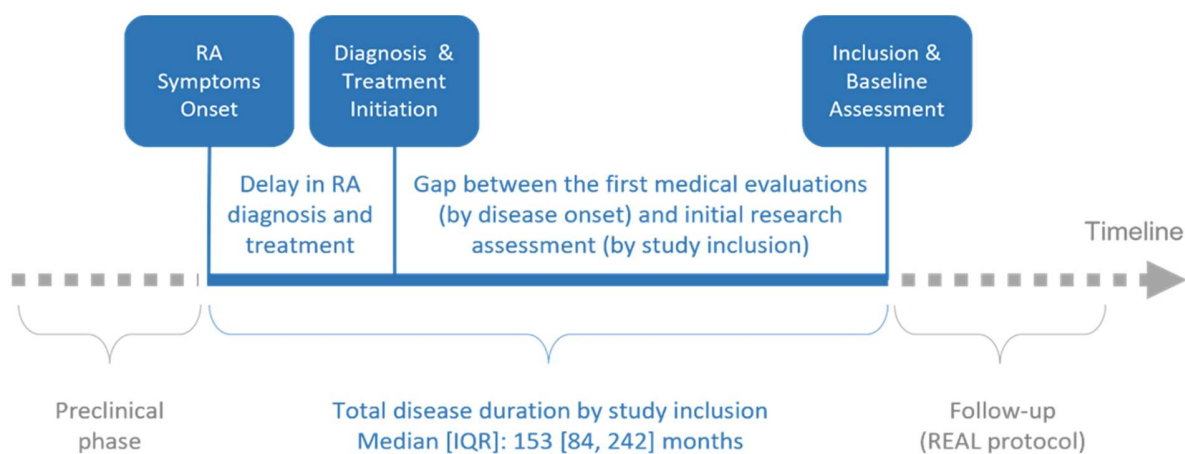 RA
Symptoms
Onset
Diagnosis &
Treatment
Initiation
Inclusion &
Baseline
Assessment
Delay in RA
diagnosis and
treatment
Gap between the first medical evaluations
(by disease onset) and initial research
assessment (by study inclusion)
Timeline
Preclinical
phase
Total disease duration by study inclusion
Median [IQR]: 153 [84, 242] months
Follow-up
(REAL protocol)